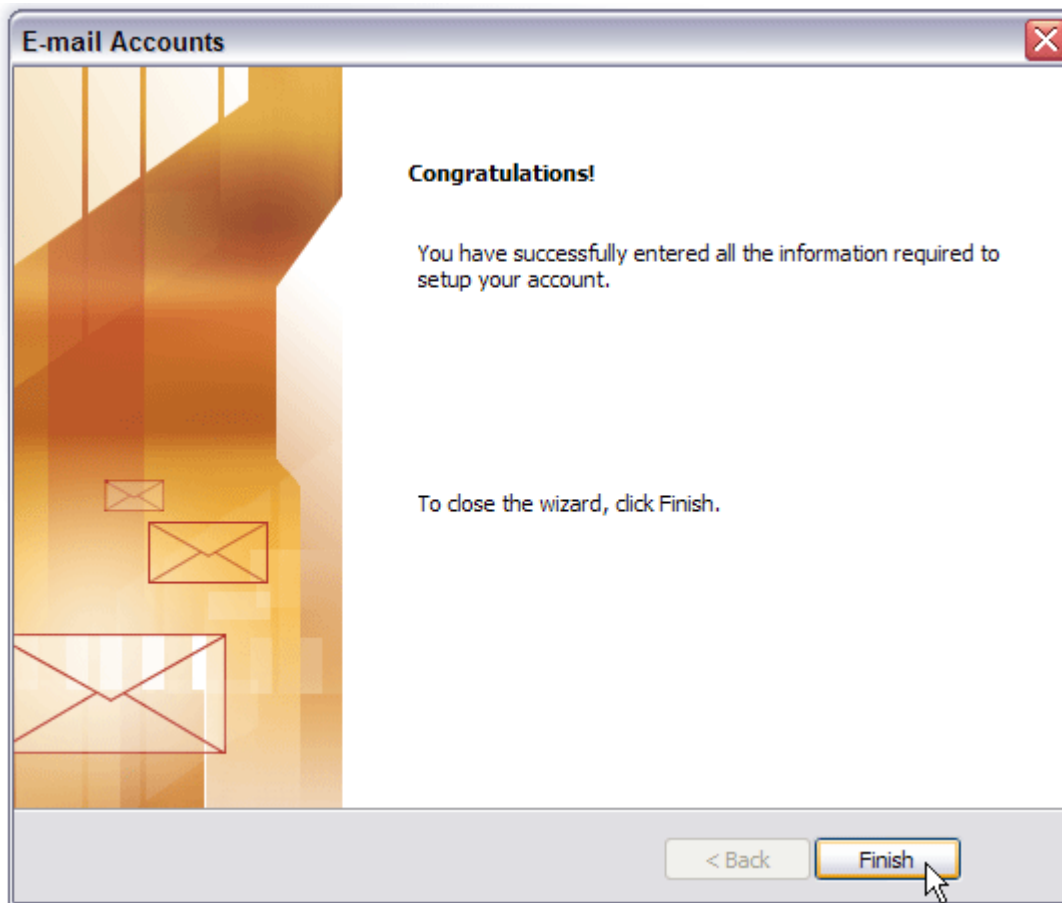 E-mail Accounts
Congratulations!
You have successfully entered all the information required to
setup your account.
To close the wizard, click Finish.
< Back
Finish